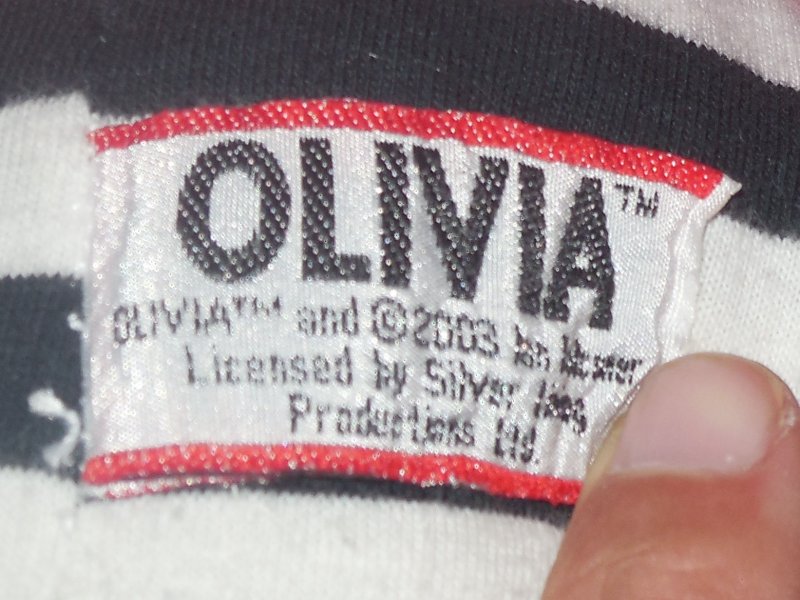 OLIVIA™
OLIVIA™ and ©2003 Ian
Licensed by Silver
Productions Ltd.